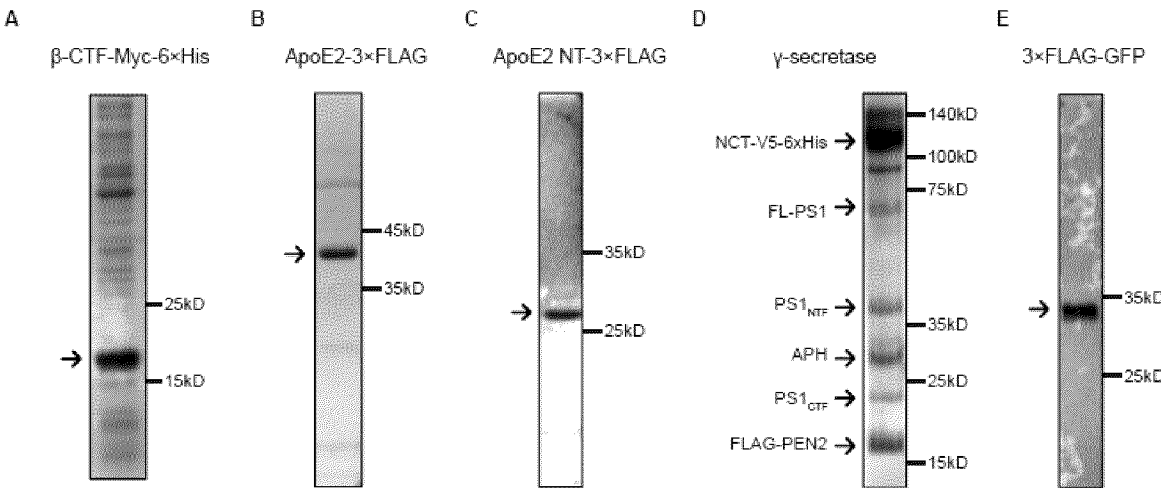 A
β-CTF-Myc-6×His
25kD
15kD
B
ApoE2-3×FLAG
45kD
35kD
C
ApoE2 NT-3×FLAG
35kD
25kD
D
γ-secretase
NCT-V5-6xHis
FL-PS1
PS1NTF
APH
PS1CTF
FLAG-PEN2
140kD
100kD
75kD
35kD
25kD
15kD
E
3×FLAG-GFP
35kD
25kD